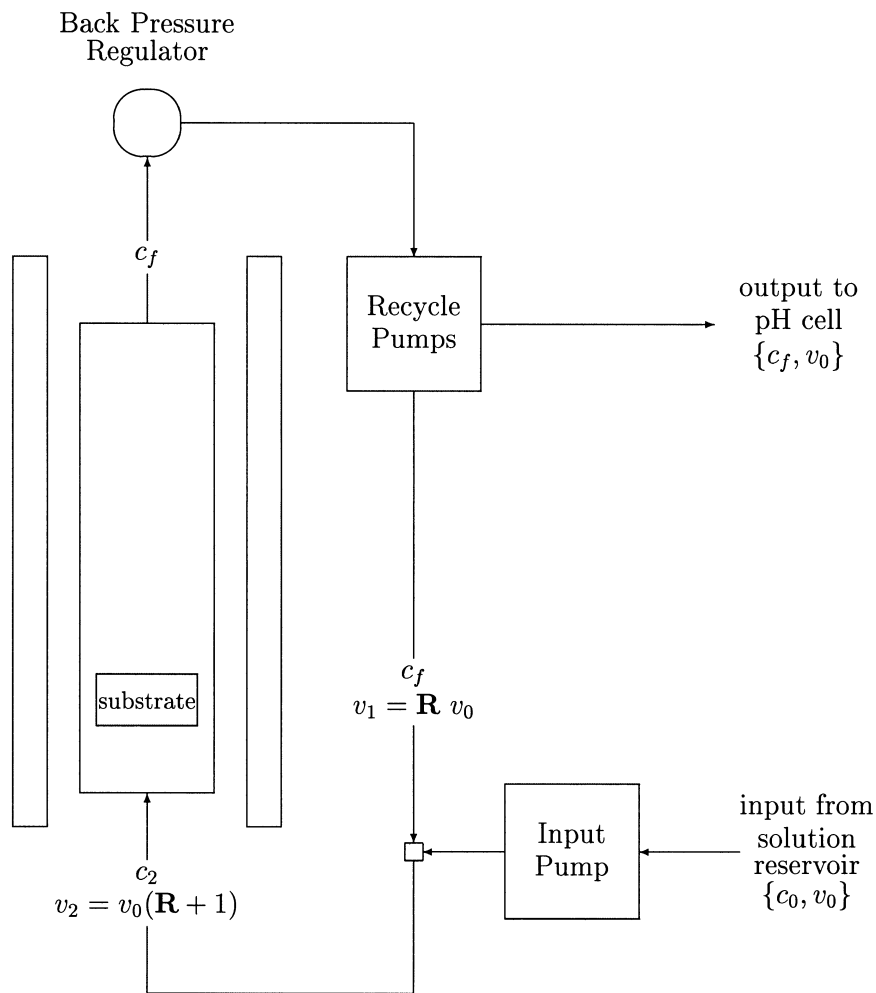 Back Pressure
Regulator
c_f
Recycle
Pumps
output to
pH cell
{c_f, v_0}
substrate
c_f
v_1 = R v_0
Input
Pump
input from
solution
reservoir
{c_0, v_0}
c_2
v_2 = v_0(R + 1)